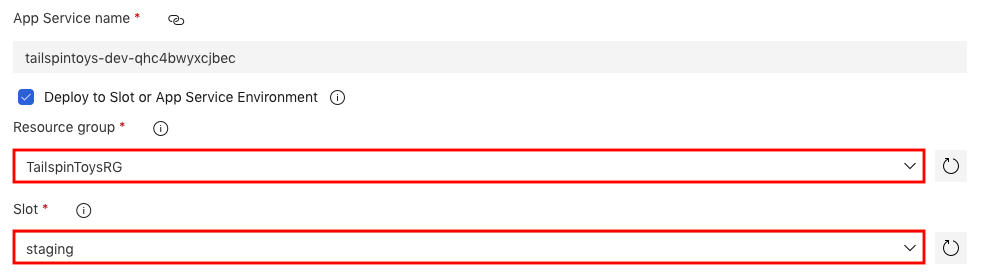 App Service name *
tailspintoys-dev-qhc4bwyxcjbec
Deploy to Slot or App Service Environment
Resource group *
TailspinToysRG
Slot *
staging